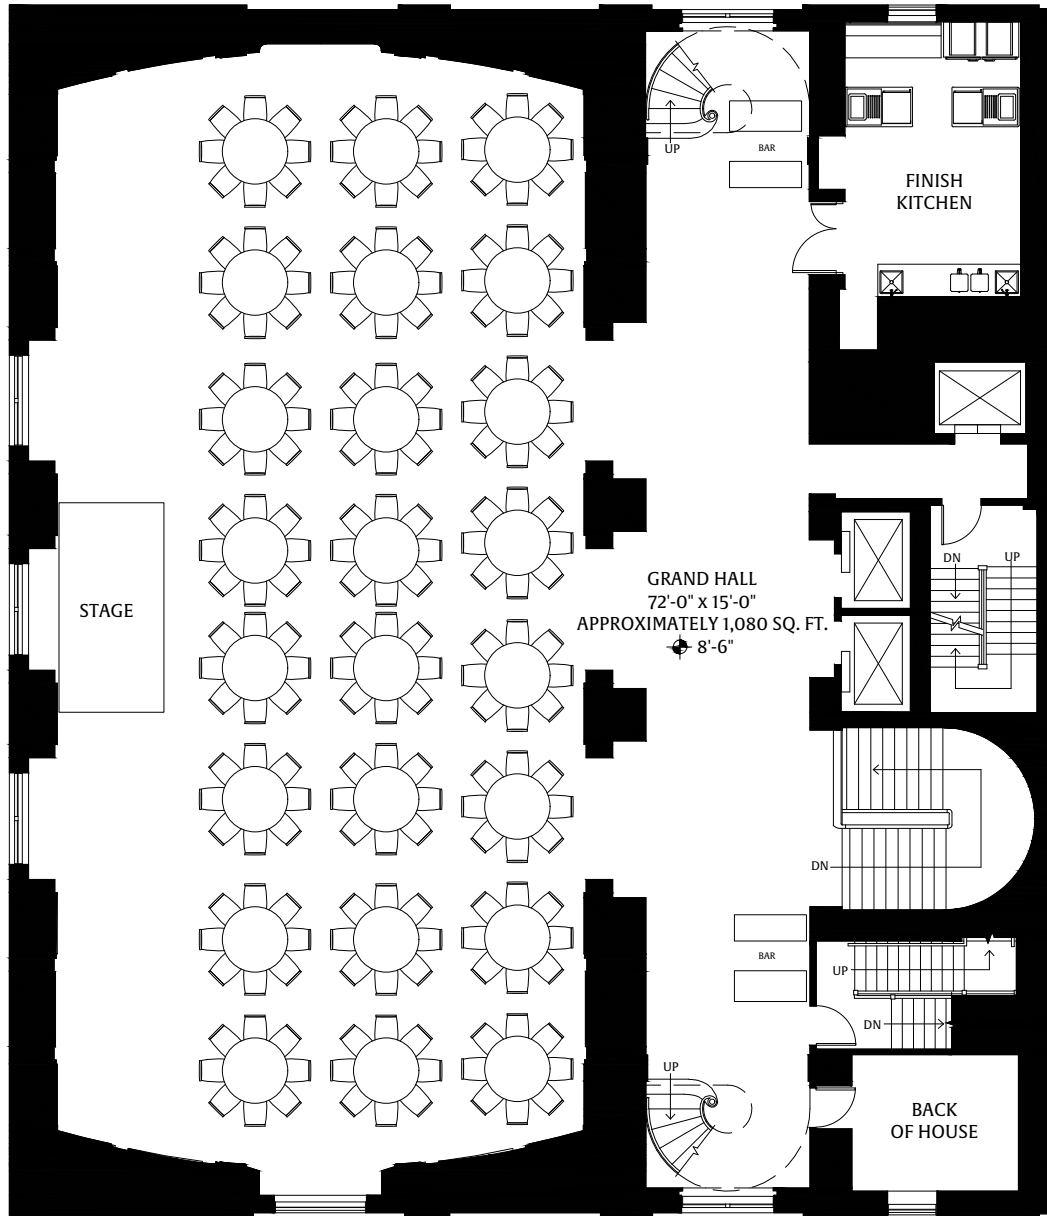 UP
BAR
FINISH
KITCHEN
DN
UP
GRAND HALL
72'-0" x 15'-0"
APPROXIMATELY 1,080 SQ. FT.
8'-6"
STAGE
DN
BAR
UP
DN
UP
BACK
OF HOUSE